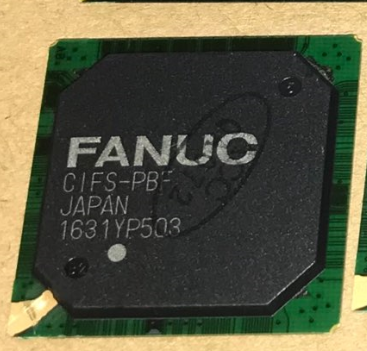 FANUC
CIFS-PBF
JAPAN
1631YP503